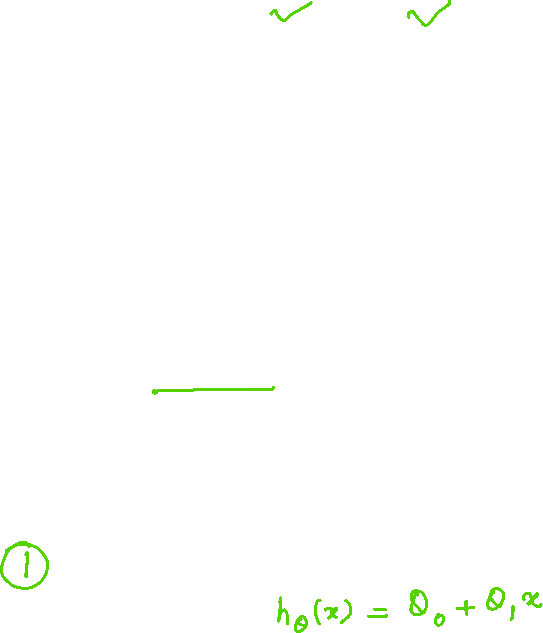 ✓ ✓
①
hθ(x) = θ₀ + θ₁x